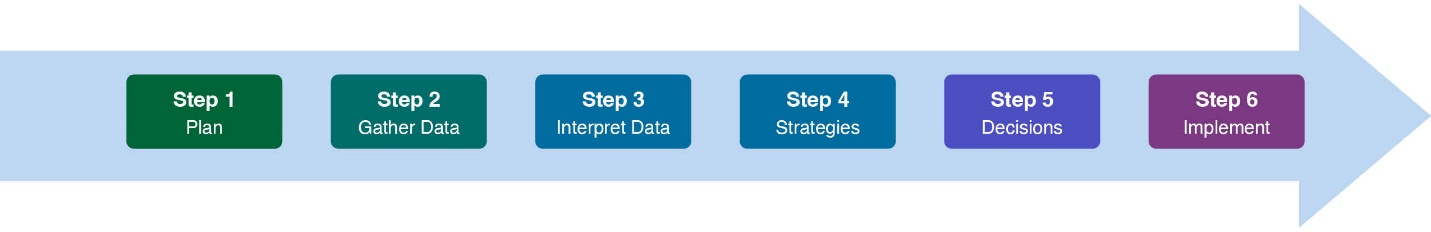 Step 1
Plan
Step 2
Gather Data
Step 3
Interpret Data
Step 4
Strategies
Step 5
Decisions
Step 6
Implement